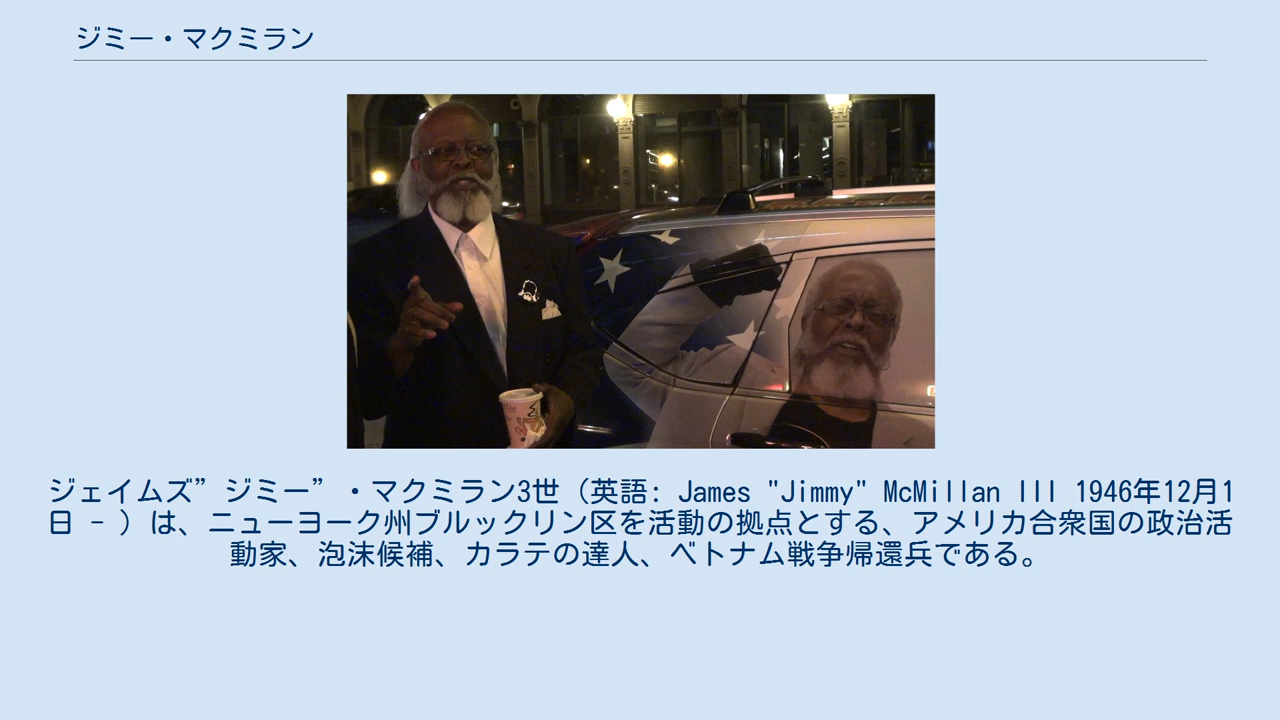 ジミー・マクミラン
ジェイムズ”ジミー”・マクミラン3世（英語: James "Jimmy" McMillan III 1946年12月1
日 - ）は、ニューヨーク州ブルックリン区を活動の拠点とする、アメリカ合衆国の政治活
動家、泡沫候補、カラテの達人、ベトナム戦争帰還兵である。